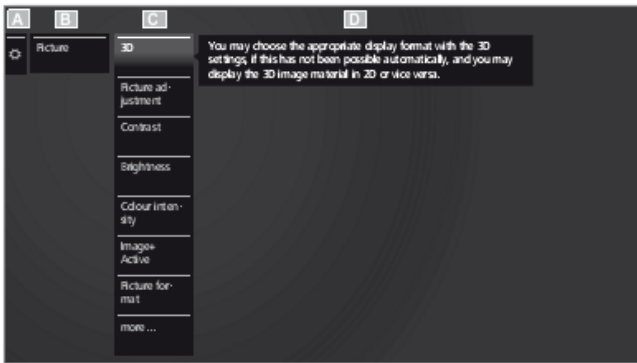 A B C D
Picture
3D
You may choose the appropriate display format with the 3D
settings, if this has not been possible automatically, and you may
display the 3D image material in 2D or vice versa.
Picture ad-
justment
Contrast
Brightness
Colour inten-
sity
Image+
Active
Picture for-
mat
more ...